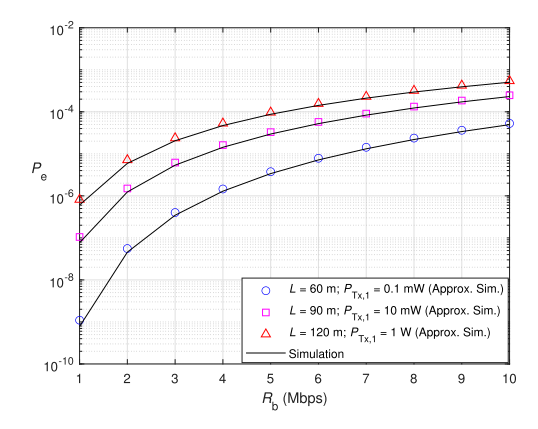 10^-2
10^-4
P_e
10^-6
10^-8
10^-10
L = 60 m; P_Tx,1 = 0.1 mW (Approx. Sim.)
L = 90 m; P_Tx,1 = 10 mW (Approx. Sim.)
L = 120 m; P_Tx,1 = 1 W (Approx. Sim.)
Simulation
1 2 3 4 5 6 7 8 9 10
R_b (Mbps)